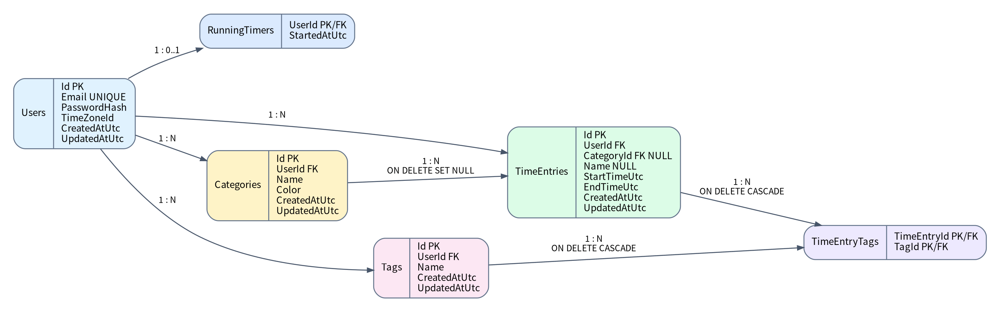 RunningTimers
UserId PK/FK
StartedAtUtc
1 : 0..1
Users
Id PK
Email UNIQUE
PasswordHash
TimeZoneId
CreatedAtUtc
UpdatedAtUtc
1 : N
1 : N
1 : N
Categories
Id PK
UserId FK
Name
Color
CreatedAtUtc
UpdatedAtUtc
1 : N
ON DELETE SET NULL
TimeEntries
Id PK
UserId FK
CategoryId FK NULL
Name NULL
StartTimeUtc
EndTimeUtc
CreatedAtUtc
UpdatedAtUtc
1 : N
ON DELETE CASCADE
Tags
Id PK
UserId FK
Name
CreatedAtUtc
UpdatedAtUtc
1 : N
ON DELETE CASCADE
TimeEntryTags
TimeEntryId PK/FK
TagId PK/FK